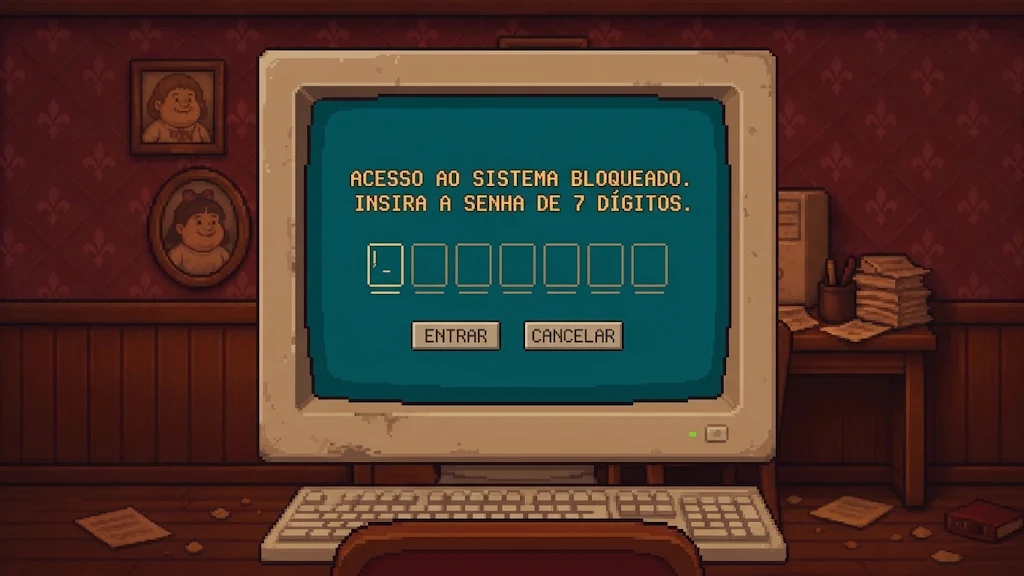 ACESSO AO SISTEMA BLOQUEADO.
INSIRA A SENHA DE 7 DÍGITOS.
ENTRAR CANCELAR